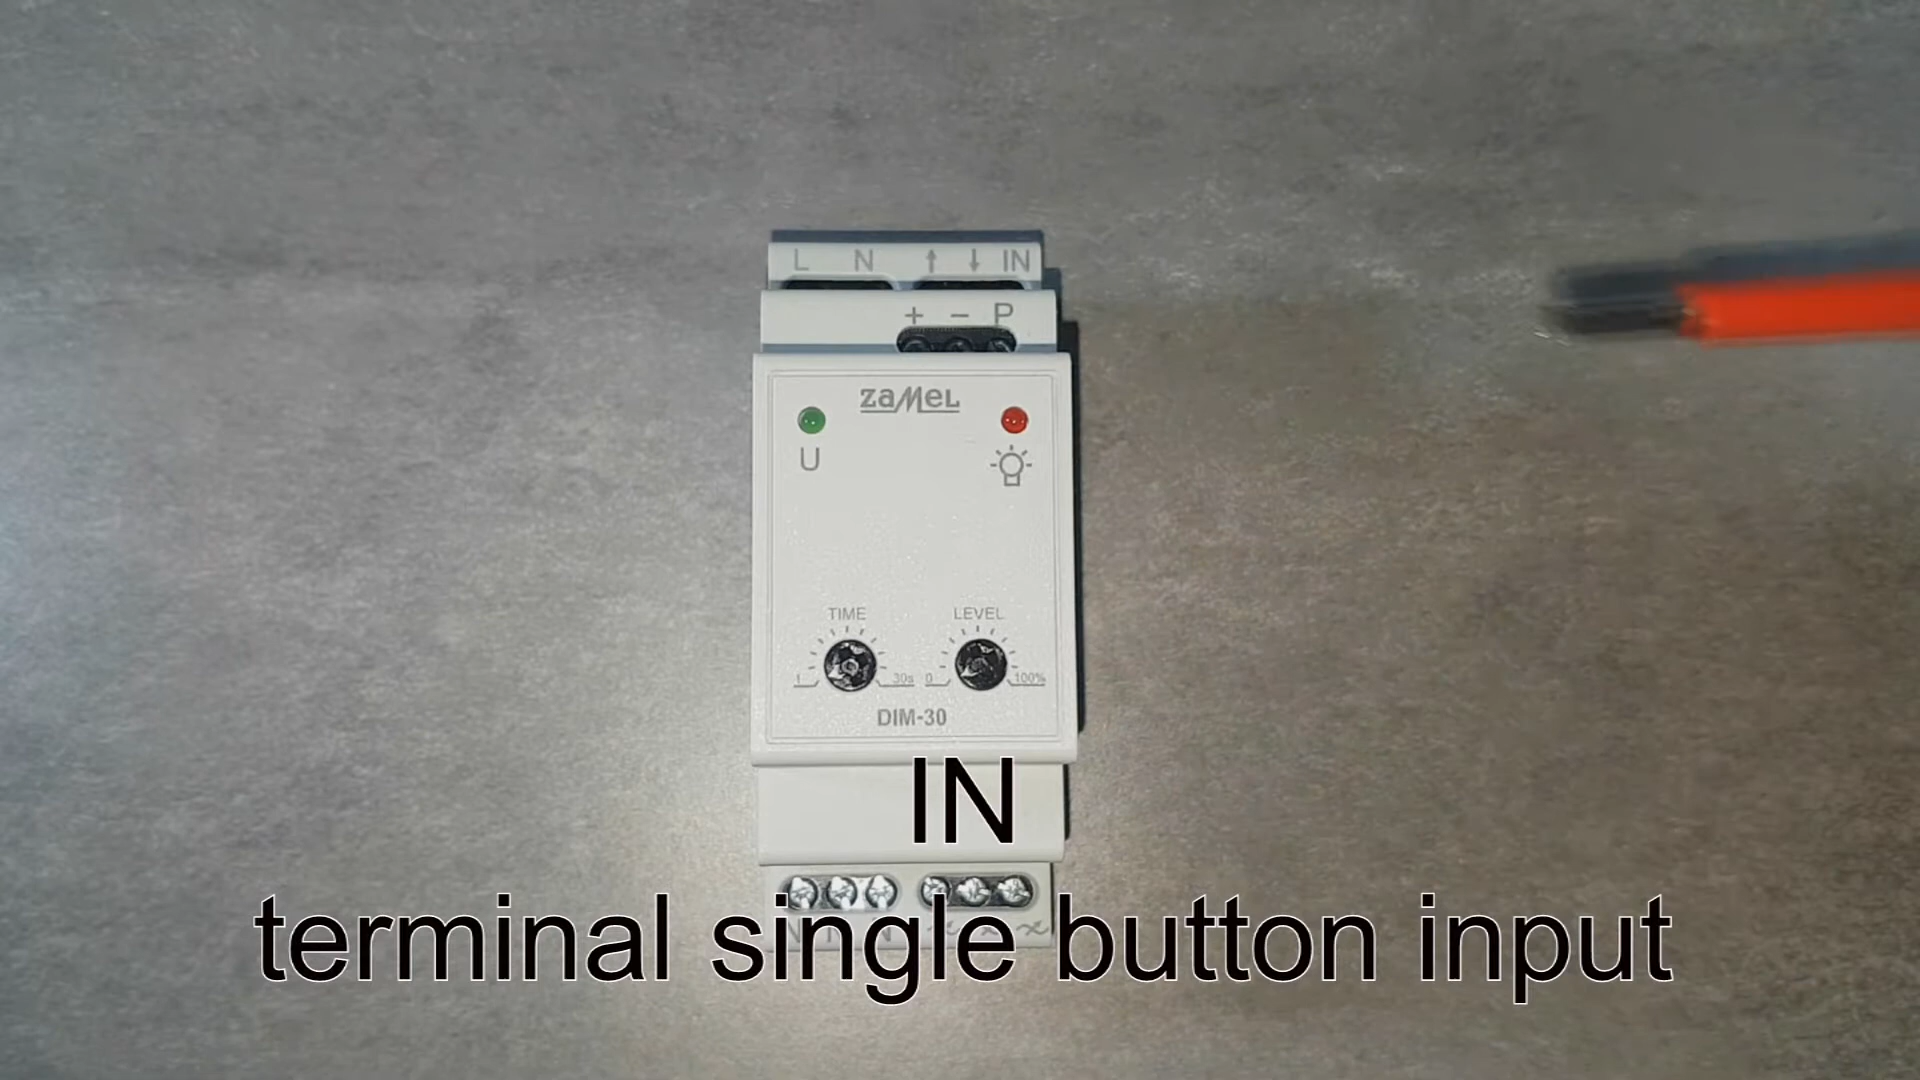 L N ↑ ↓ IN
+ − P
ZAMEL
U
TIME LEVEL
1 30s 0 100%
DIM-30
IN
terminal single button input